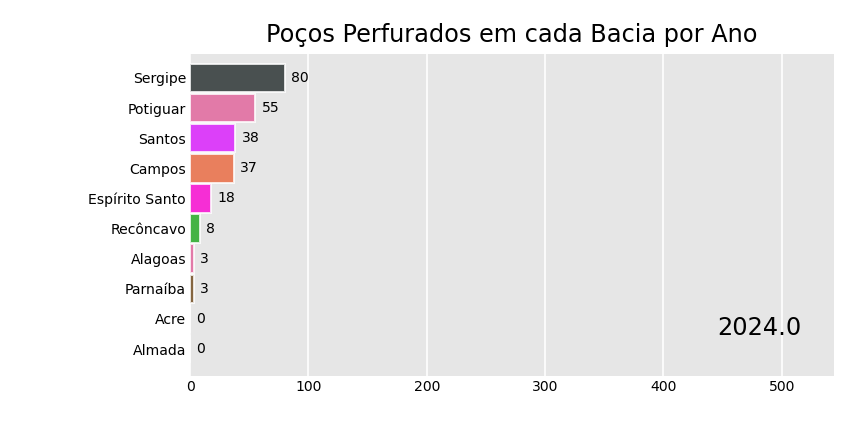 Poços Perfurados em cada Bacia por Ano
Sergipe 80
Potiguar 55
Santos 38
Campos 37
Espírito Santo 18
Recôncavo 8
Alagoas 3
Parnaíba 3
Acre 0
2024.0
Almada 0
0 100 200 300 400 500